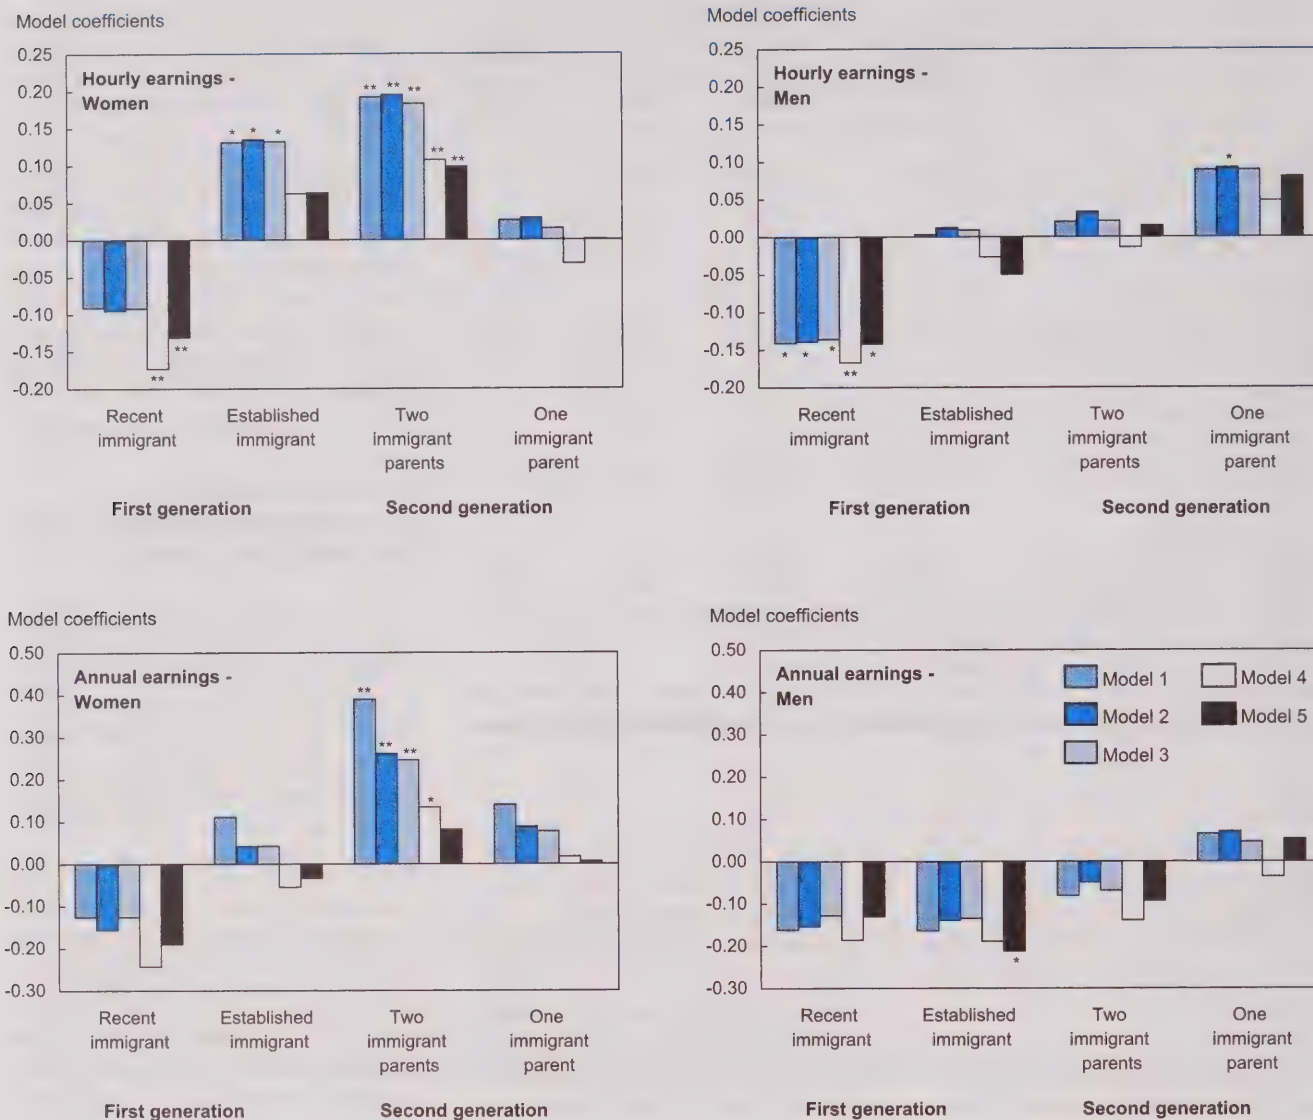 Model coefficients
0.25
0.20
0.15
0.10
0.05
0.00
-0.05
-0.10
-0.15
-0.20
Hourly earnings -
Women
** ** **
* * *
** **
** **
Recent immigrant
Established immigrant
Two immigrant parents
One immigrant parent
First generation
Second generation
Model coefficients
0.25
0.20
0.15
0.10
0.05
0.00
-0.05
-0.10
-0.15
-0.20
Hourly earnings -
Men
*
* * * ** *
Recent immigrant
Established immigrant
Two immigrant parents
One immigrant parent
First generation
Second generation
Model coefficients
0.50
0.40
0.30
0.20
0.10
0.00
-0.10
-0.20
-0.30
Annual earnings -
Women
** ** ** *
Recent immigrant
Established immigrant
Two immigrant parents
One immigrant parent
First generation
Second generation
Model coefficients
0.50
0.40
0.30
0.20
0.10
0.00
-0.10
-0.20
-0.30
Annual earnings -
Men
Model 1
Model 2
Model 3
Model 4
Model 5
*
Recent immigrant
Established immigrant
Two immigrant parents
One immigrant parent
First generation
Second generation